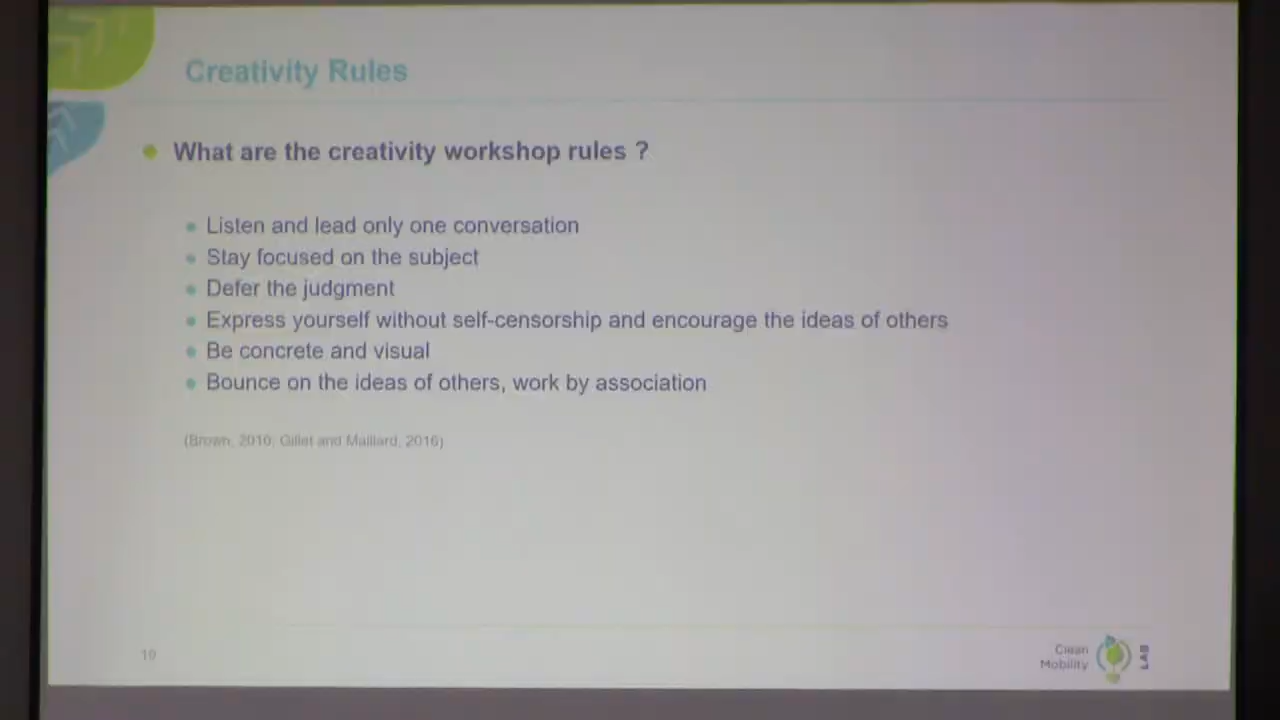 Creativity Rules
What are the creativity workshop rules ?
Listen and lead only one conversation
Stay focused on the subject
Defer the judgment
Express yourself without self-censorship and encourage the ideas of others
Be concrete and visual
Bounce on the ideas of others, work by association
(Brown, 2010; Gillet and Maillard, 2016)
19
Clean
Mobility
LAB